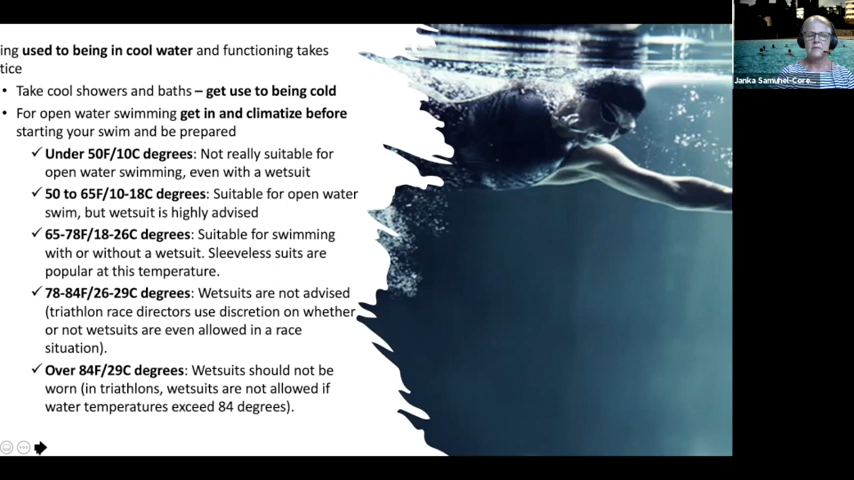 ing used to being in cool water and functioning takes
tice
• Take cool showers and baths – get use to being cold
• For open water swimming get in and climatize before
starting your swim and be prepared
✓ Under 50F/10C degrees: Not really suitable for
open water swimming, even with a wetsuit
✓ 50 to 65F/10-18C degrees: Suitable for open water
swim, but wetsuit is highly advised
✓ 65-78F/18-26C degrees: Suitable for swimming
with or without a wetsuit. Sleeveless suits are
popular at this temperature.
✓ 78-84F/26-29C degrees: Wetsuits are not advised
(triathlon race directors use discretion on whether
or not wetsuits are even allowed in a race
situation).
✓ Over 84F/29C degrees: Wetsuits should not be
worn (in triathlons, wetsuits are not allowed if
water temperatures exceed 84 degrees).
Janka Samuhel-Core...